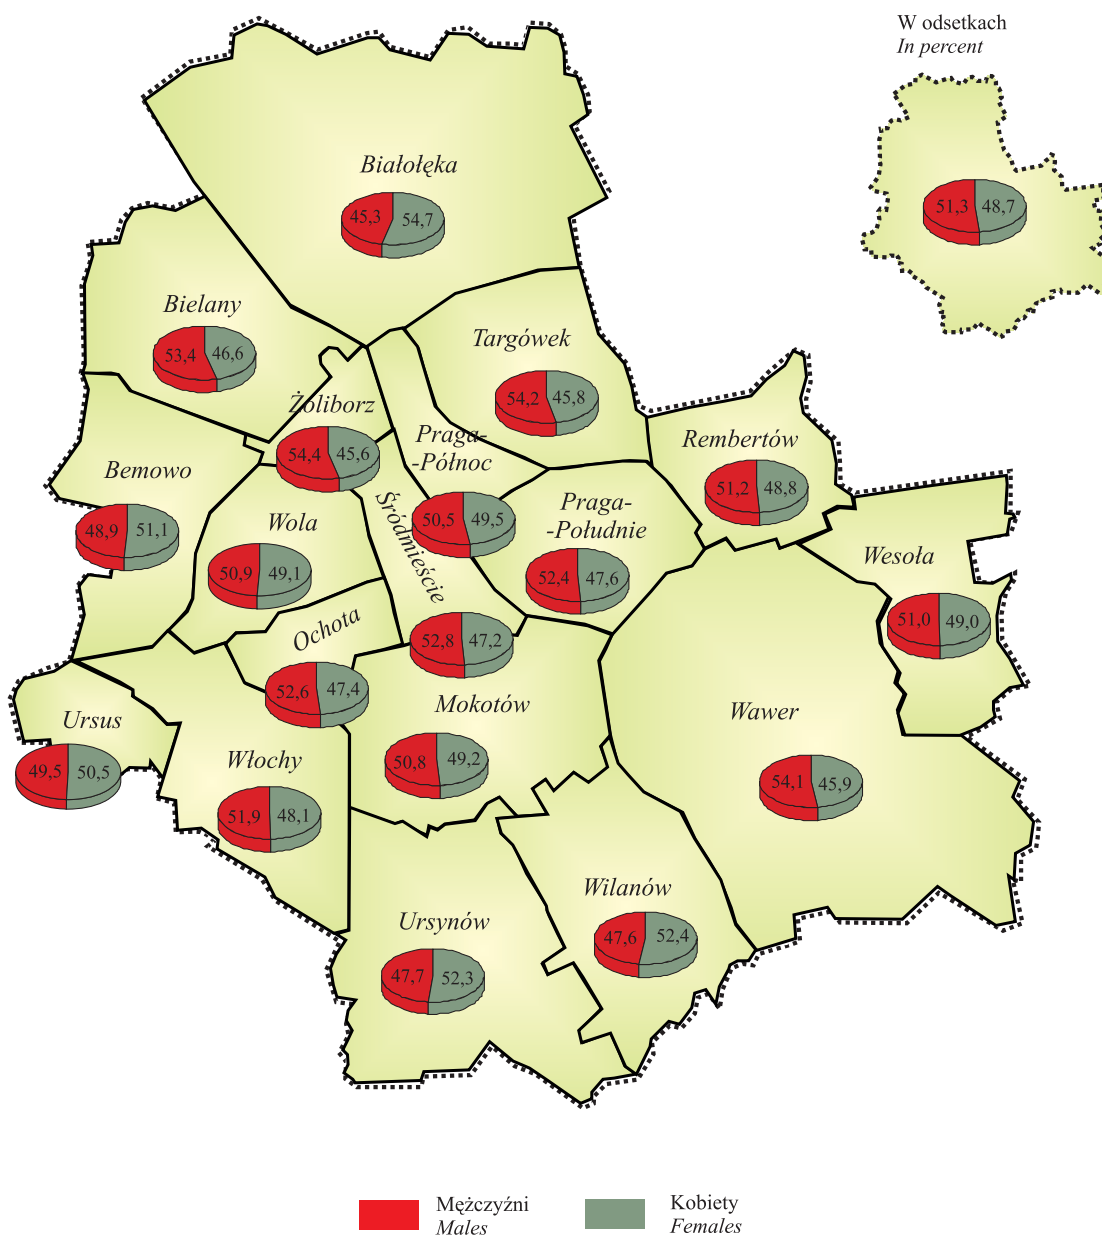 W odsetkach
In percent
51,3 48,7
Białołęka
45,3 54,7
Bielany
53,4 46,6
Targówek
54,2 45,8
Żoliborz
54,4 45,6
Praga-
-Północ
50,5 49,5
Rembertów
51,2 48,8
Bemowo
48,9 51,1
Wola
50,9 49,1
Śródmieście
52,8 47,2
Praga-
-Południe
52,4 47,6
Wesoła
51,0 49,0
Ochota
52,6 47,4
Ursus
49,5 50,5
Włochy
51,9 48,1
Mokotów
50,8 49,2
Wawer
54,1 45,9
Wilanów
47,6 52,4
Ursynów
47,7 52,3
Mężczyźni
Males
Kobiety
Females